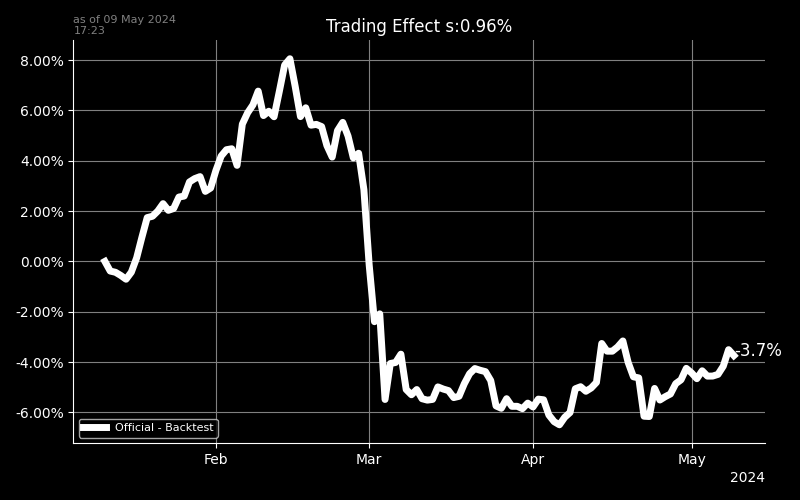 as of 09 May 2024
17:23
Trading Effect s:0.96%
8.00%
6.00%
4.00%
2.00%
0.00%
-2.00%
-4.00%
-6.00%
-3.7%
Official - Backtest
Feb
Mar
Apr
May
2024